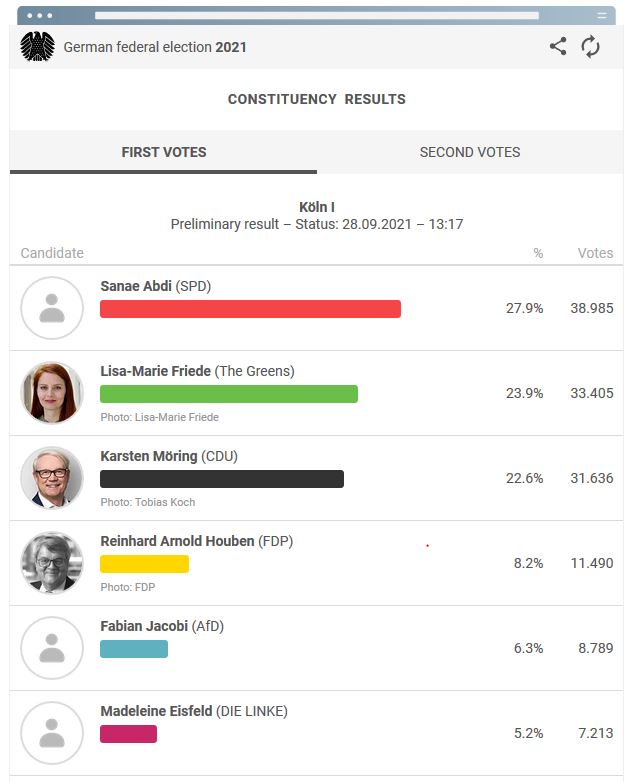 German federal election 2021
CONSTITUENCY RESULTS
FIRST VOTES SECOND VOTES
Köln I
Preliminary result – Status: 28.09.2021 – 13:17
Candidate % Votes
Sanae Abdi (SPD)
27.9% 38.985
Lisa-Marie Friede (The Greens)
23.9% 33.405
Photo: Lisa-Marie Friede
Karsten Möring (CDU)
22.6% 31.636
Photo: Tobias Koch
Reinhard Arnold Houben (FDP)
8.2% 11.490
Photo: FDP
Fabian Jacobi (AfD)
6.3% 8.789
Madeleine Eisfeld (DIE LINKE)
5.2% 7.213